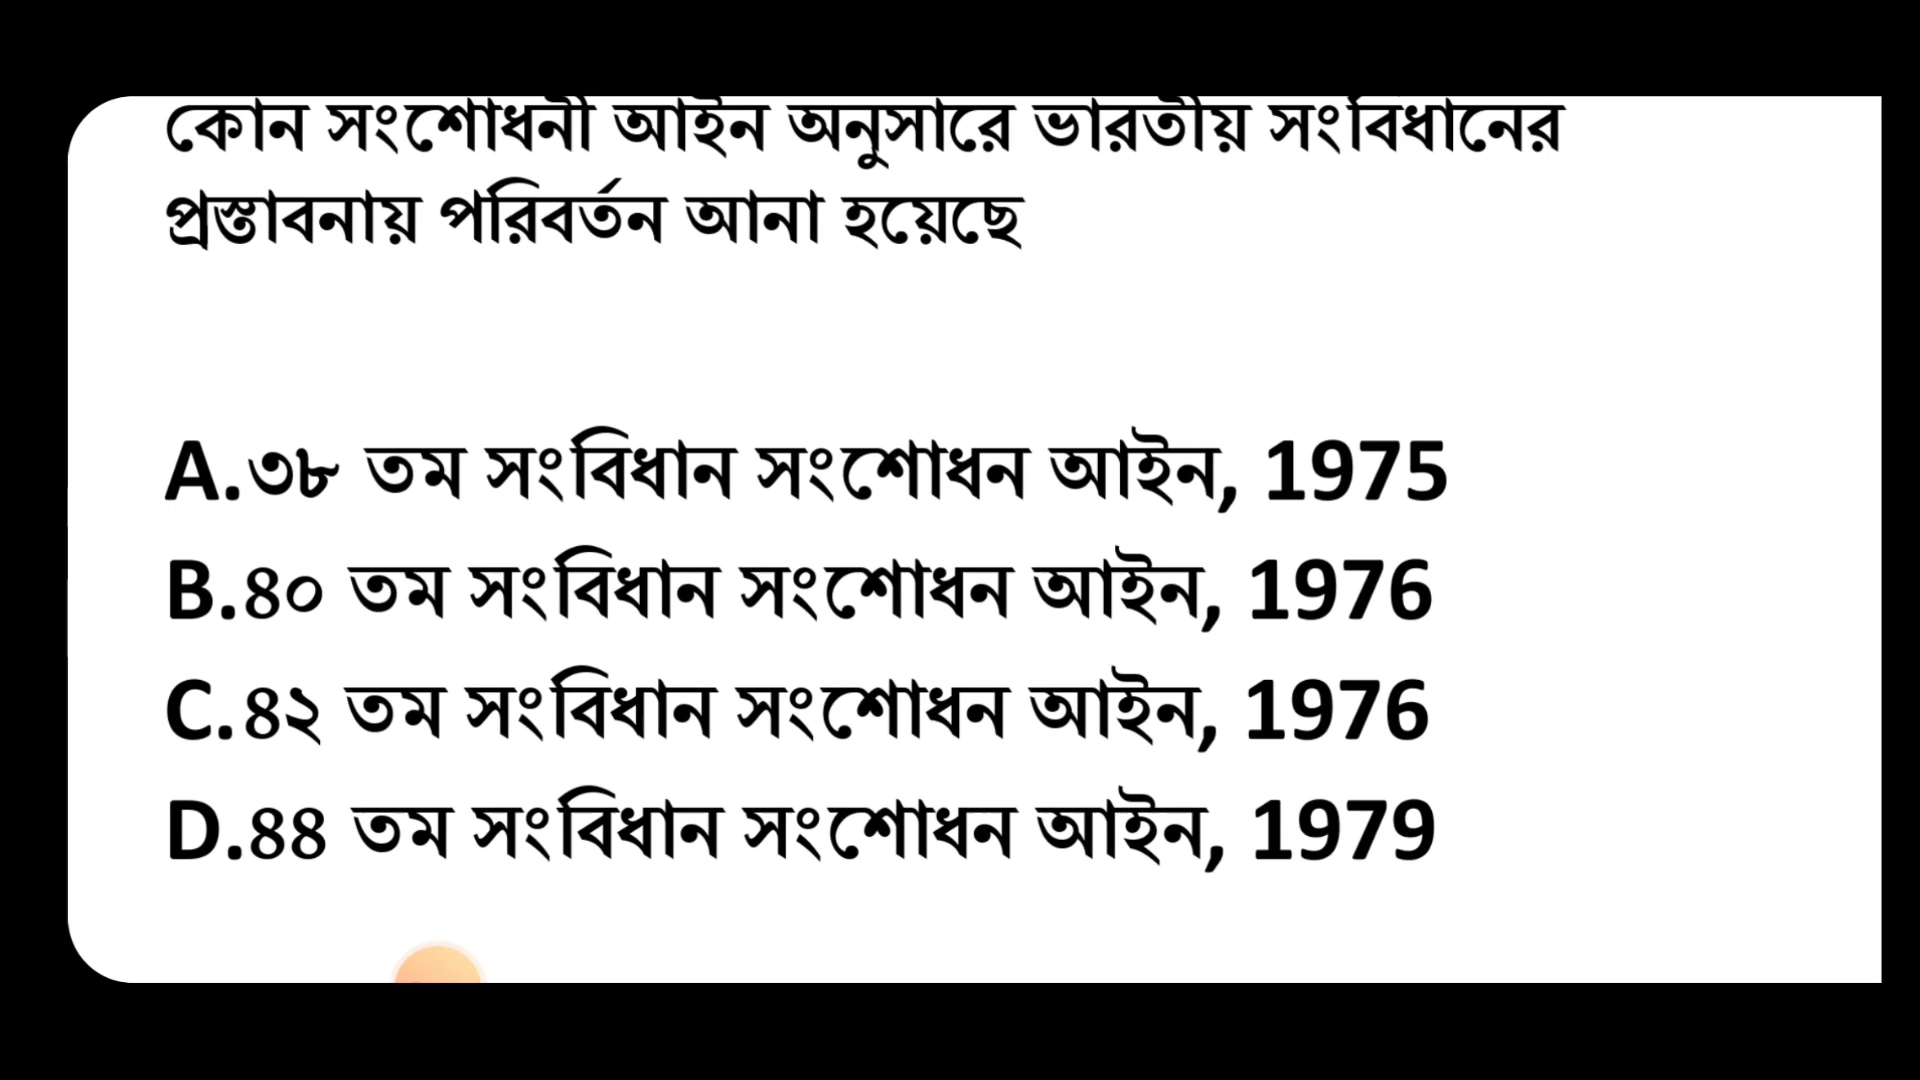 কোন সংশোধনী আইন অনুসারে ভারতীয় সংবিধানের
প্রস্তাবনায় পরিবর্তন আনা হয়েছে
A.৩৮ তম সংবিধান সংশোধন আইন, 1975
B.৪০ তম সংবিধান সংশোধন আইন, 1976
C.৪২ তম সংবিধান সংশোধন আইন, 1976
D.৪৪ তম সংবিধান সংশোধন আইন, 1979